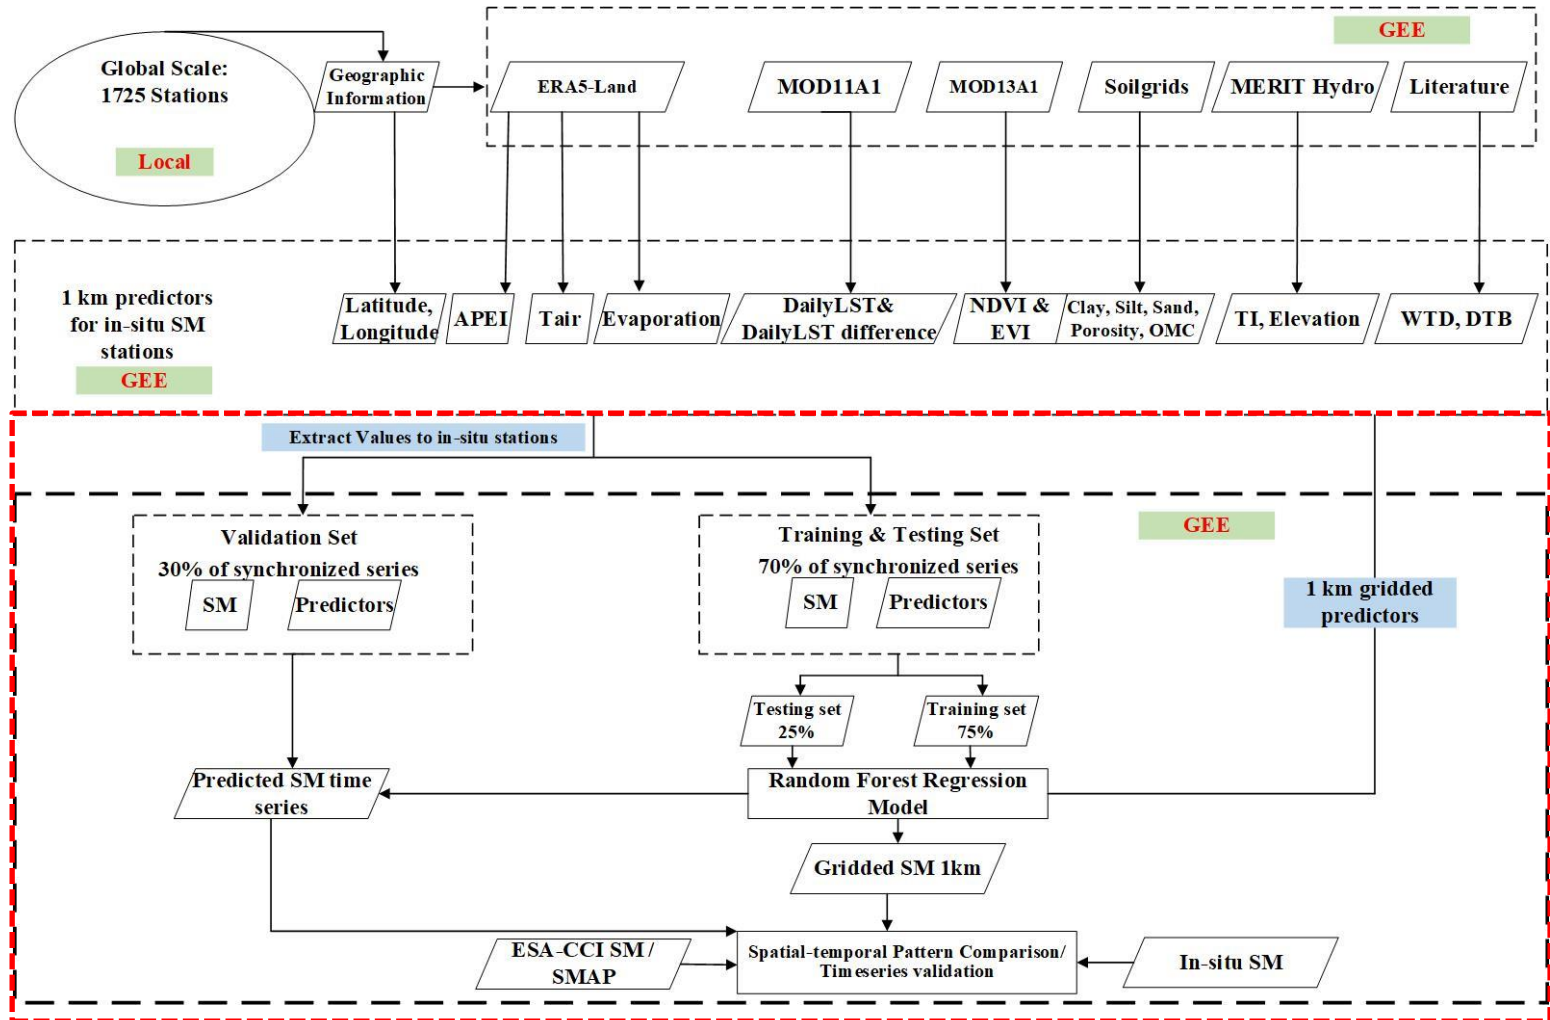 GEE
Global Scale:
1725 Stations
Local
Geographic
Information
ERA5-Land
MOD11A1
MOD13A1
Soilgrids
MERIT Hydro
Literature
1 km predictors
for in-situ SM
stations
GEE
Latitude,
Longitude
APEI
Tair
Evaporation
DailyLST&
DailyLST difference
NDVI &
EVI
Clay, Silt, Sand,
Porosity, OMC
TI, Elevation
WTD, DTB
Extract Values to in-situ stations
Validation Set
30% of synchronized series
SM
Predictors
Training & Testing Set
70% of synchronized series
SM
Predictors
GEE
1 km gridded
predictors
Testing set
25%
Training set
75%
Predicted SM time
series
Random Forest Regression
Model
Gridded SM 1km
ESA-CCI SM /
SMAP
Spatial-temporal Pattern Comparison/
Timeseries validation
In-situ SM